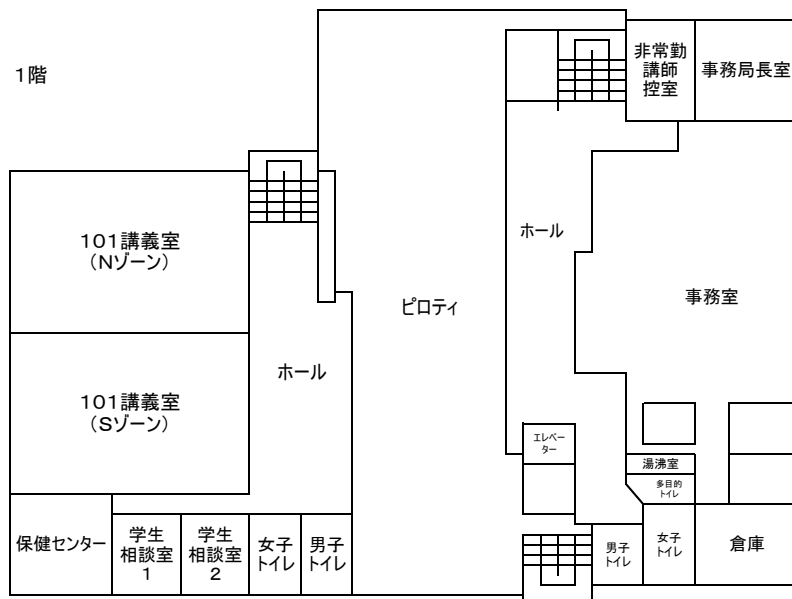 1階
非常勤
講師
控室
事務局長室
101講義室
（Nゾーン）
ホール
ピロティ
事務室
ホール
101講義室
（Sゾーン）
エレベー
ター
湯沸室
多目的
トイレ
保健センター
学生
相談室
1
学生
相談室
2
女子
トイレ
男子
トイレ
男子
トイレ
女子
トイレ
倉庫